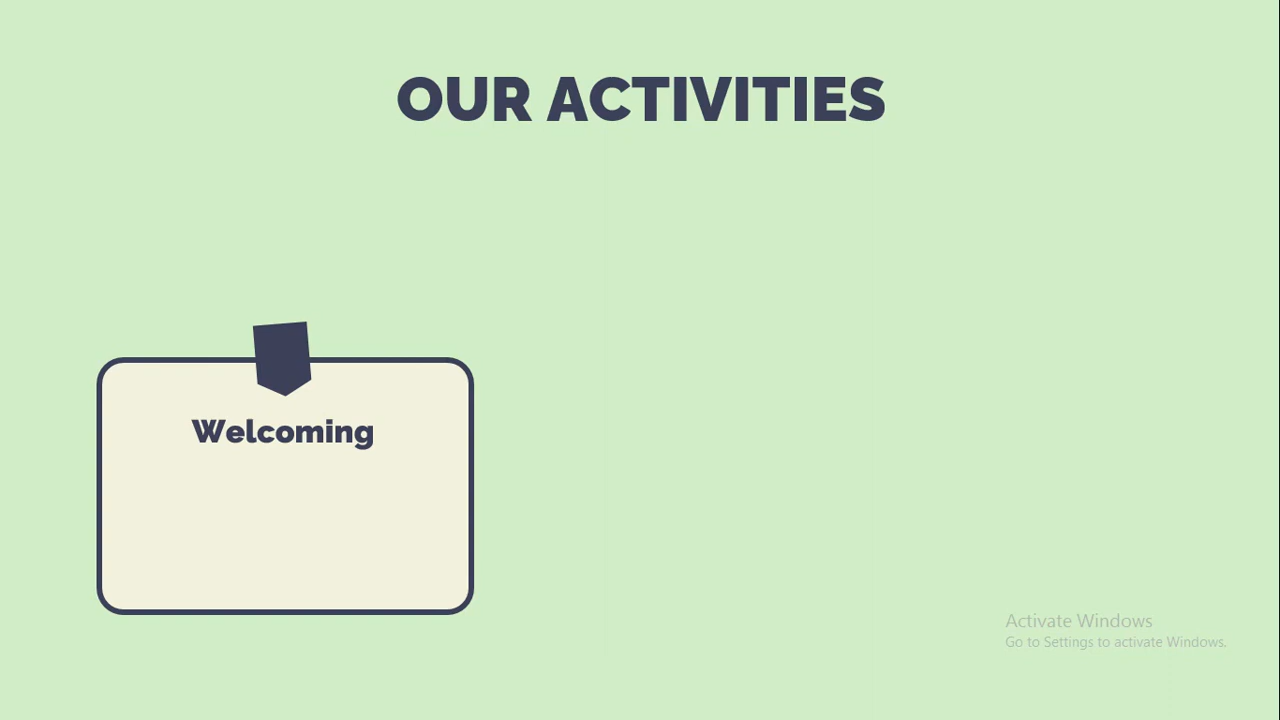 OUR ACTIVITIES
Welcoming
Activate Windows
Go to Settings to activate Windows.